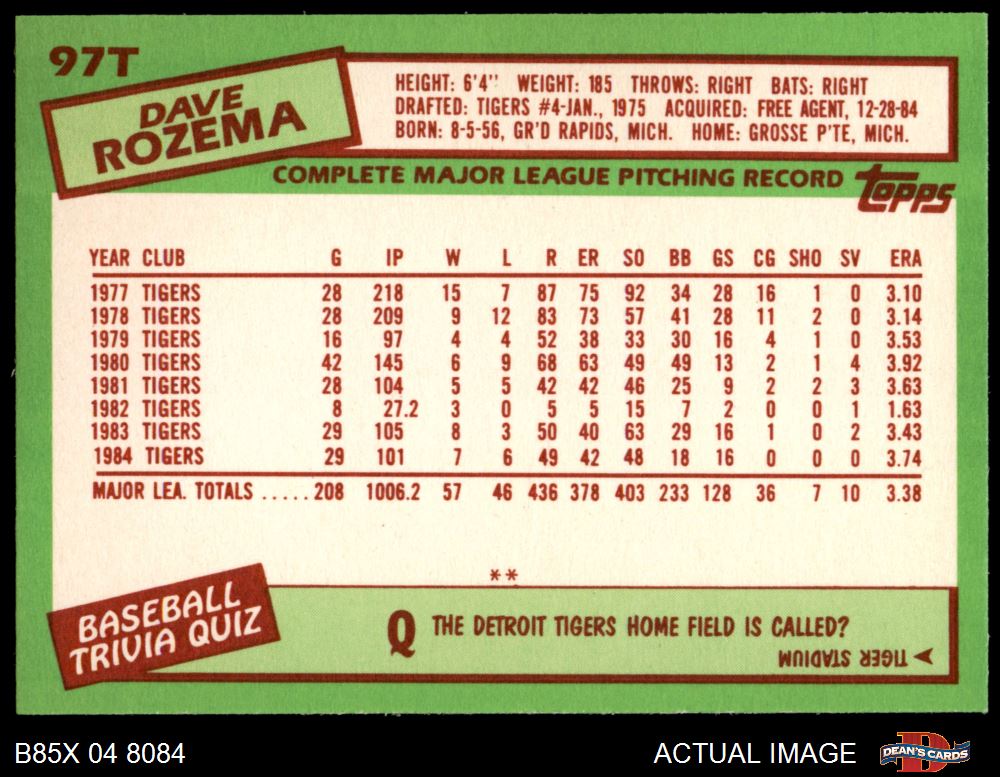 97T
DAVE
ROZEMA
HEIGHT: 6'4'' WEIGHT: 185 THROWS: RIGHT BATS: RIGHT
DRAFTED: TIGERS #4-JAN., 1975 ACQUIRED: FREE AGENT, 12-28-84
BORN: 8-5-56, GR'D RAPIDS, MICH. HOME: GROSSE P'TE, MICH.
COMPLETE MAJOR LEAGUE PITCHING RECORD topps
YEAR CLUB G IP W L R ER SO BB GS CG SHO SV ERA
1977 TIGERS 28 218 15 7 87 75 92 34 28 16 1 0 3.10
1978 TIGERS 28 209 9 12 83 73 57 41 28 11 2 0 3.14
1979 TIGERS 16 97 4 4 52 38 33 30 16 4 1 0 3.53
1980 TIGERS 42 145 6 9 68 63 49 49 13 2 1 4 3.92
1981 TIGERS 28 104 5 5 42 42 46 25 9 2 2 3 3.63
1982 TIGERS 8 27.2 3 0 5 5 15 7 2 0 0 1 1.63
1983 TIGERS 29 105 8 3 50 40 63 29 16 1 0 2 3.43
1984 TIGERS 29 101 7 6 49 42 48 18 16 0 0 0 3.74
MAJOR LEA. TOTALS .....208 1006.2 57 46 436 378 403 233 128 36 7 10 3.38
**
BASEBALL
TRIVIA QUIZ
Q THE DETROIT TIGERS HOME FIELD IS CALLED?
TIGER STADIUM
B85X 04 8084
ACTUAL IMAGE
D
DEAN'S CARDS